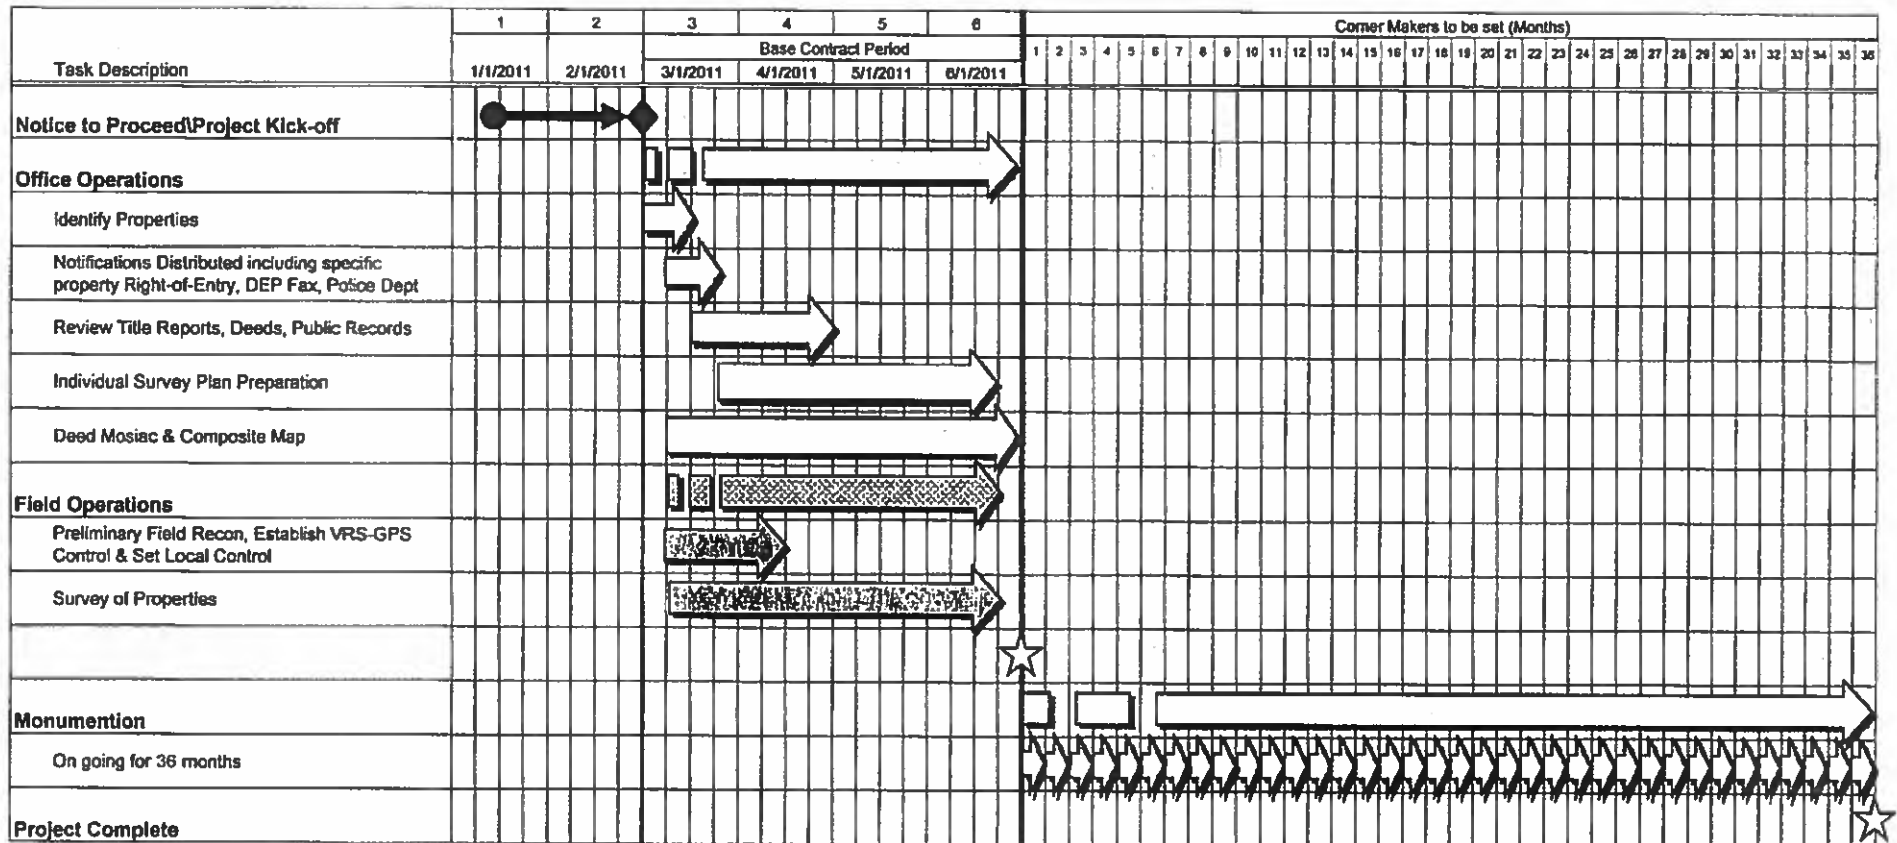 1 2 3 4 5 6 Corner Makers to be set (Months)
Base Contract Period 1 2 3 4 5 6 7 8 9 10 11 12 13 14 15 16 17 18 19 20 21 22 23 24 25 26 27 28 29 30 31 32 33 34 35 36
Task Description 1/1/2011 2/1/2011 3/1/2011 4/1/2011 5/1/2011 6/1/2011
Notice to Proceed\Project Kick-off
Office Operations
Identify Properties
Notifications Distributed including specific
property Right-of-Entry, DEP Fax, Police Dept
Review Title Reports, Deeds, Public Records
Individual Survey Plan Preparation
Deed Mosiac & Composite Map
Field Operations
Preliminary Field Recon, Establish VRS-GPS
Control & Set Local Control
Survey of Properties
Monumention
On going for 36 months
Project Complete